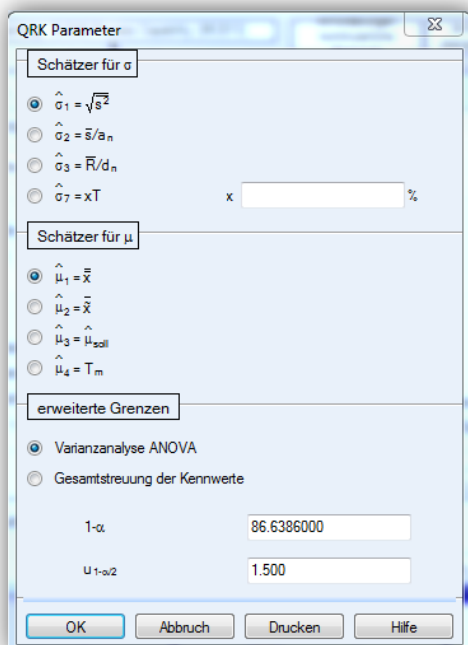 QRK Parameter
Schätzer für σ
σ̂₁ = √s̅²
σ̂₂ = s̅/aₙ
σ̂₃ = R̅/dₙ
σ̂₇ = xT x %
Schätzer für μ
μ̂₁ = x̿
μ̂₂ = x̃̅
μ̂₃ = μ̂soll
μ̂₄ = Tₘ
erweiterte Grenzen
Varianzanalyse ANOVA
Gesamtstreuung der Kennwerte
1-α 86.6386000
u 1-α/2 1.500
OK Abbruch Drucken Hilfe